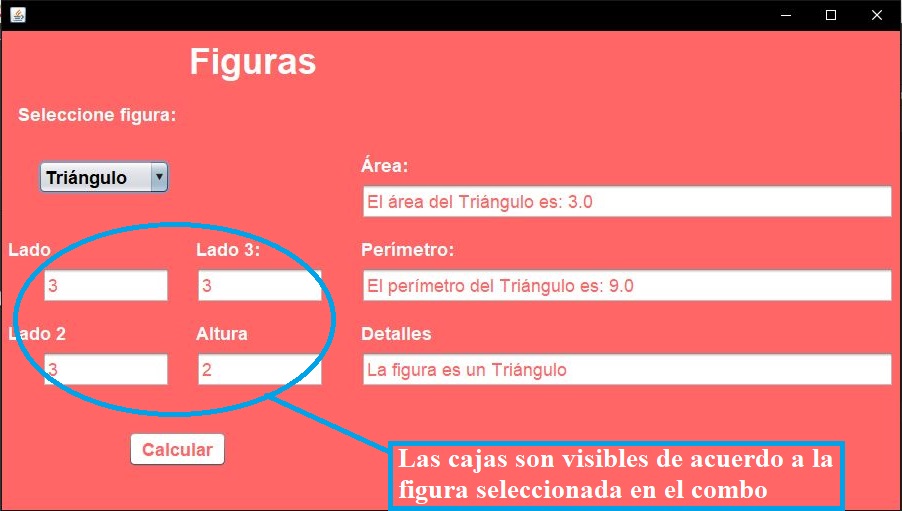 Figuras
Seleccione figura:
Triángulo
Área:
El área del Triángulo es: 3.0
Lado
Lado 3:
Perímetro:
3
3
El perímetro del Triángulo es: 9.0
Lado 2
Altura
Detalles
3
2
La figura es un Triángulo
Calcular
Las cajas son visibles de acuerdo a la
figura seleccionada en el combo